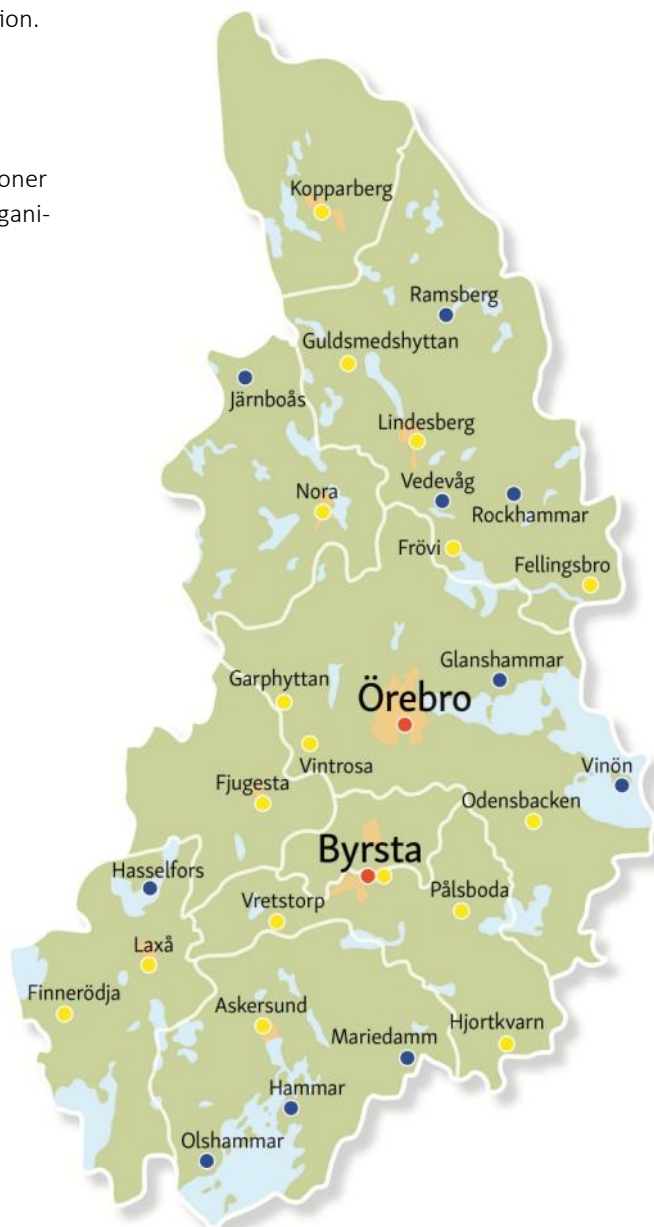 ion.
oner
gani-
Kopparberg
Ramsberg
Guldsmedshyttan
Järnboås
Lindesberg
Vedevåg
Nora
Rockhammar
Frövi
Fellingsbro
Glanshammar
Garphyttan
Örebro
Vintrosa
Vinön
Fjugesta
Odensbacken
Byrsta
Hasselfors
Pålsboda
Vretstorp
Laxå
Finnerödja
Askersund
Hjortkvarn
Mariedamm
Hammar
Olshammar